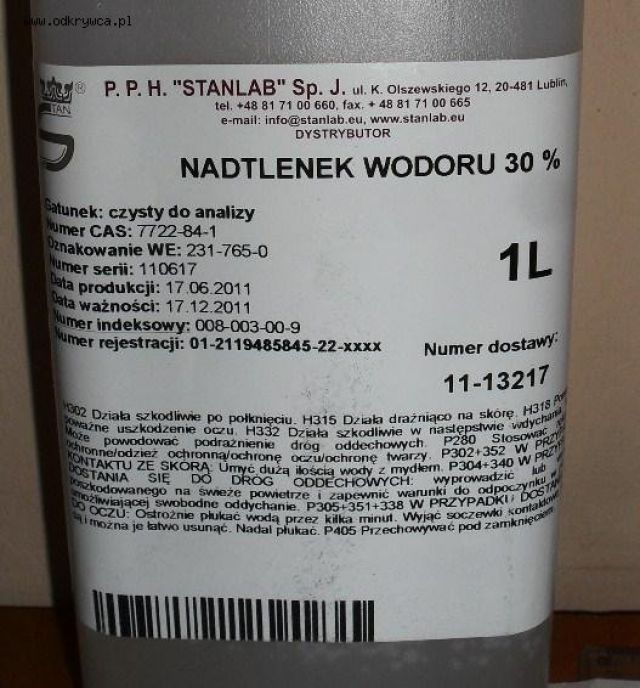 www.odkrywca.pl
P. P. H. "STANLAB" Sp. J. ul. K. Olszewskiego 12, 20-481 Lublin,
tel. +48 81 71 00 660, fax. + 48 81 71 00 665
e-mail: info@stanlab.eu, www.stanlab.eu
DYSTRYBUTOR
STAN ®
NADTLENEK WODORU 30 %
Gatunek: czysty do analizy
Numer CAS: 7722-84-1
Oznakowanie WE: 231-765-0
Numer serii: 110617
Data produkcji: 17.06.2011
Data ważności: 17.12.2011
Numer indeksowy: 008-003-00-9
Numer rejestracji: 01-2119485845-22-xxxx
1L
Numer dostawy:
11-13217
H302 Działa szkodliwie po połknięciu. H315 Działa drażniąco na skórę. H318
poważne uszkodzenie oczu. H332 Działa szkodliwie w następstwie wdychania.
Może powodować podrażnienie dróg oddechowych. P280 Stosować
ochronne/odzież ochronną/ochronę oczu/ochronę twarzy. P302+352 W
KONTAKTU ZE SKÓRĄ: Umyć dużą ilością wody z mydłem. P304+340 W
DOSTANIA SIĘ DO DRÓG ODDECHOWYCH: wyprowadzić lub
poszkodowanego na świeże powietrze i zapewnić warunki do odpoczynku w
umożliwiającej swobodne oddychanie. P305+351+338 W PRZYPADKU
DO OCZU: Ostrożnie płukać wodą przez kilka minut. Wyjąć soczewki kontaktowe
są i można je łatwo usunąć. Nadal płukać. P405 Przechowywać pod zamknięciem.